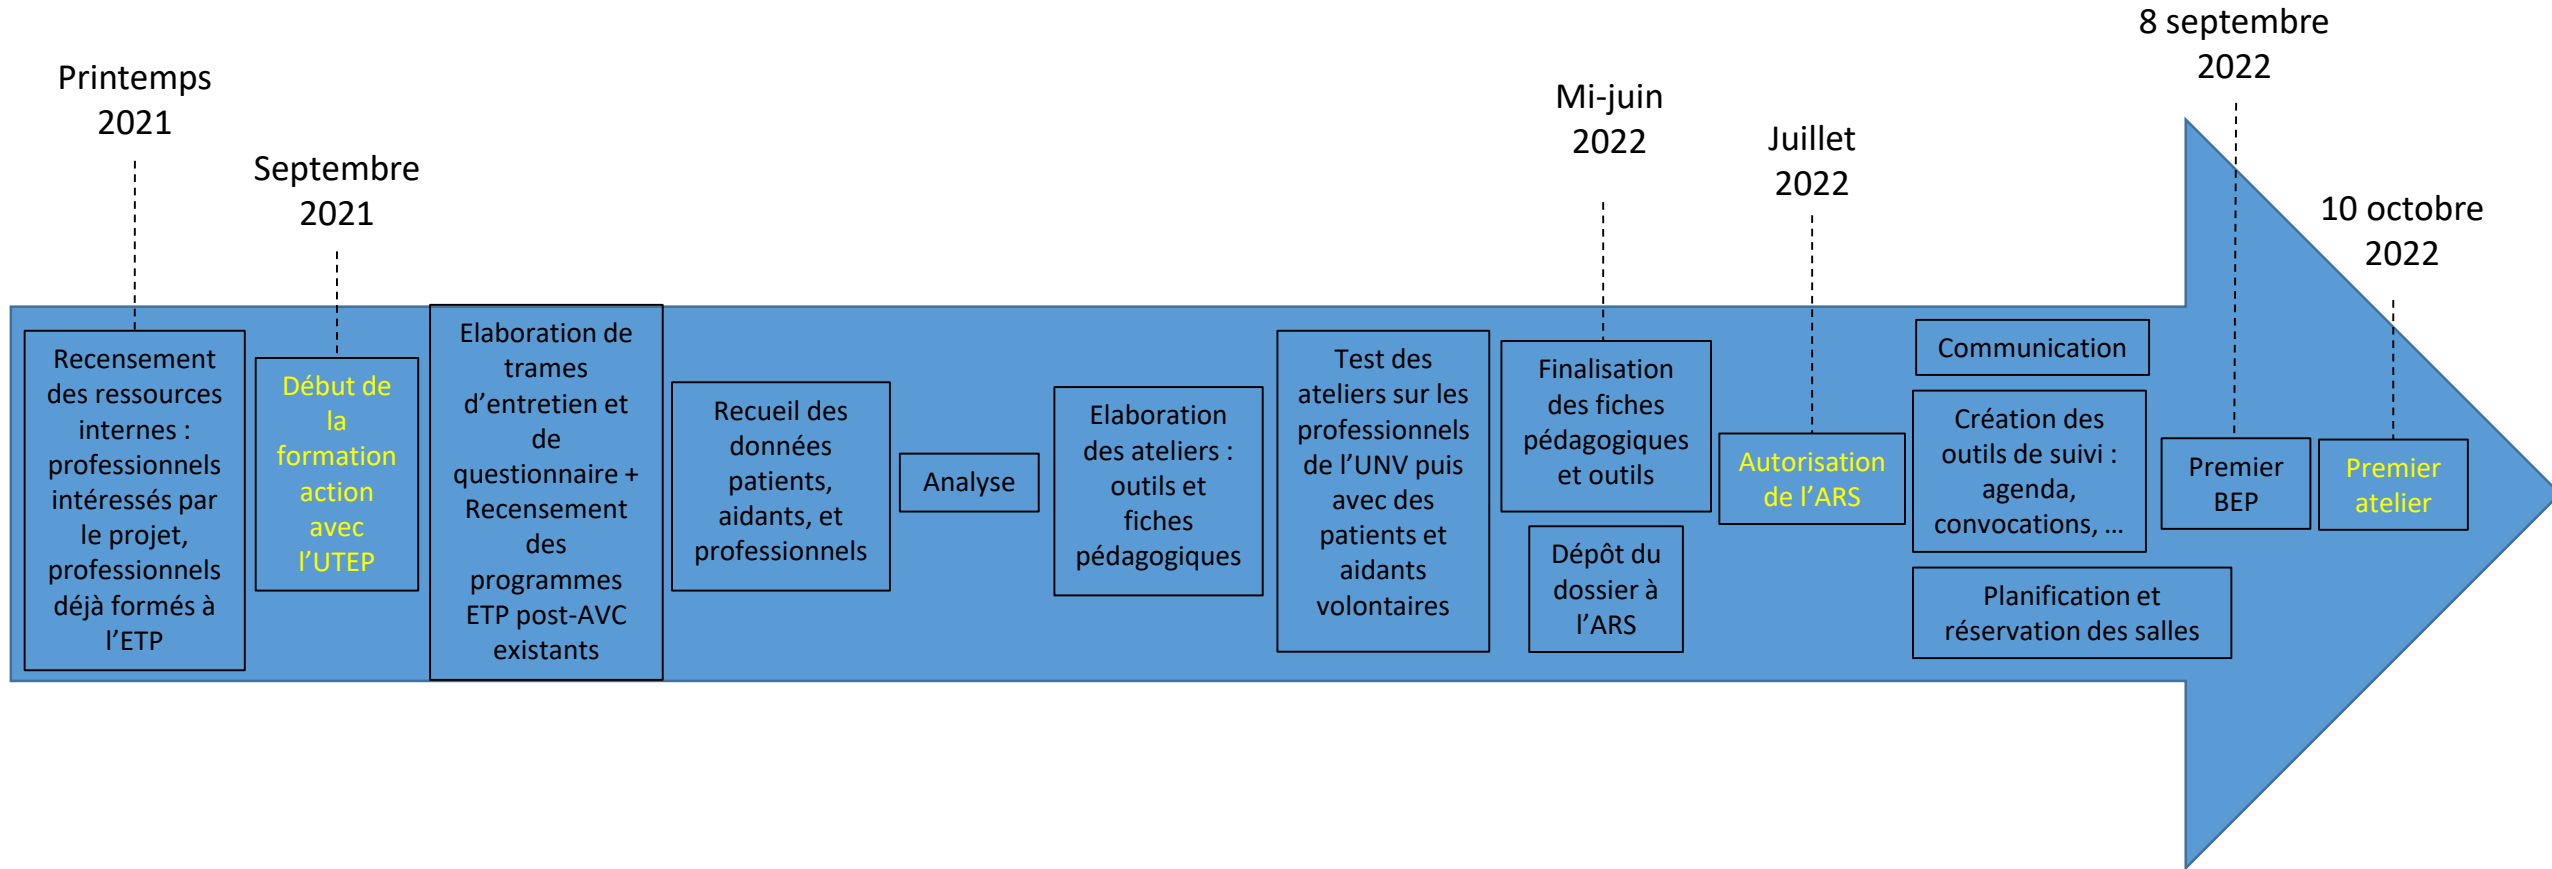 Printemps
2021
Septembre
2021
Mi-juin
2022
Juillet
2022
8 septembre
2022
10 octobre
2022
Recensement
des ressources
internes :
professionnels
intéressés par
le projet,
professionnels
déjà formés à
l’ETP
Début de
la
formation
action
avec
l’UTEP
Elaboration de
trames
d’entretien et
de
questionnaire +
Recensement
des
programmes
ETP post-AVC
existants
Recueil des
données
patients,
aidants, et
professionnels
Analyse
Elaboration
des ateliers :
outils et
fiches
pédagogiques
Test des
ateliers sur les
professionnels
de l’UNV puis
avec des
patients et
aidants
volontaires
Finalisation
des fiches
pédagogiques
et outils
Dépôt du
dossier à
l’ARS
Autorisation
de l’ARS
Communication
Création des
outils de suivi :
agenda,
convocations, …
Planification et
réservation des salles
Premier
BEP
Premier
atelier